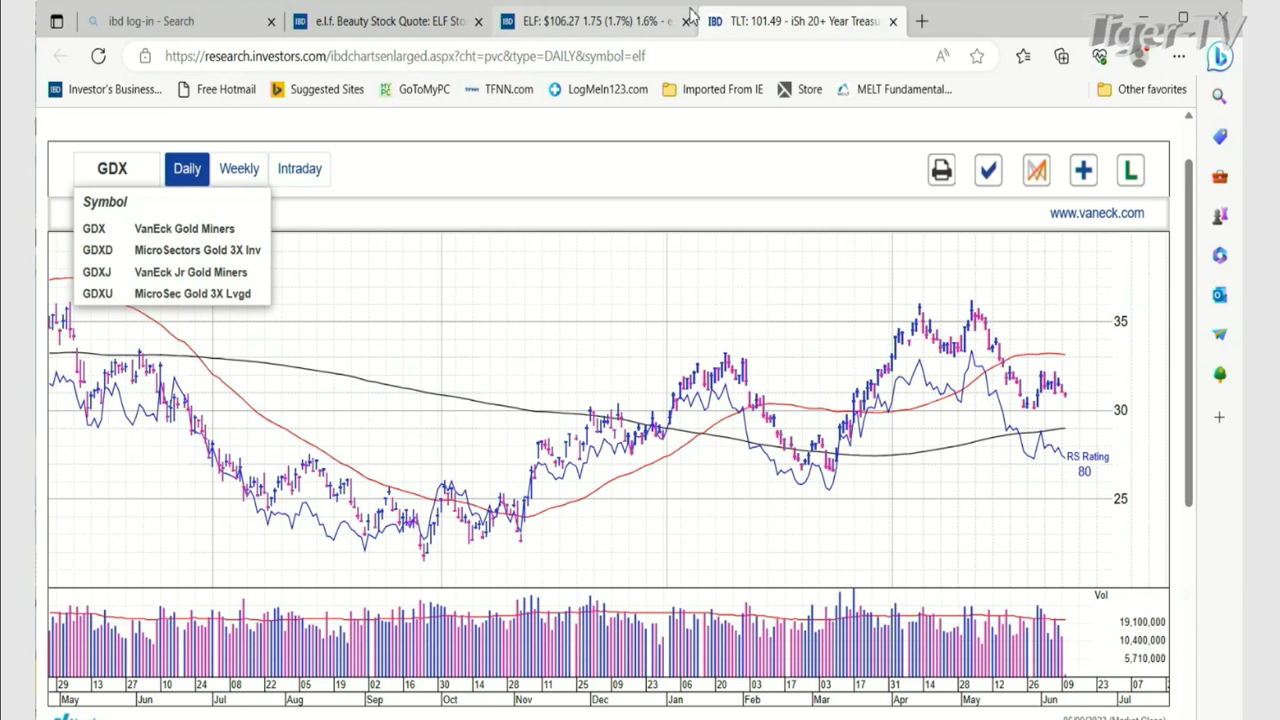 ibd log-in - Search
e.l.f. Beauty Stock Quote: ELF Sto
ELF: $106.27 1.75 (1.7%) 1.6% - e
TLT: 101.49 - iSh 20+ Year Treasu
Tiger-TV
https://research.investors.com/ibdchartsenlarged.aspx?cht=pvc&type=DAILY&symbol=elf
Investor's Business...
Free Hotmail
Suggested Sites
GoToMyPC
TFNN.com
LogMeIn123.com
Imported From IE
Store
MELT Fundamental...
Other favorites
GDX
Daily
Weekly
Intraday
L
Symbol
GDX VanEck Gold Miners
GDXD MicroSectors Gold 3X Inv
GDXJ VanEck Jr Gold Miners
GDXU MicroSec Gold 3X Lvgd
www.vaneck.com
35
30
RS Rating
80
25
Vol
19,100,000
10,400,000
5,710,000
29 13 27 10 24 08 22 05 19 02 16 30 14 28 11 25 09 23 06 20 03 17 03 17 31 14 28 12 26 09 23 07
May Jun Jul Aug Sep Oct Nov Dec Jan Feb Mar Apr May Jun Jul